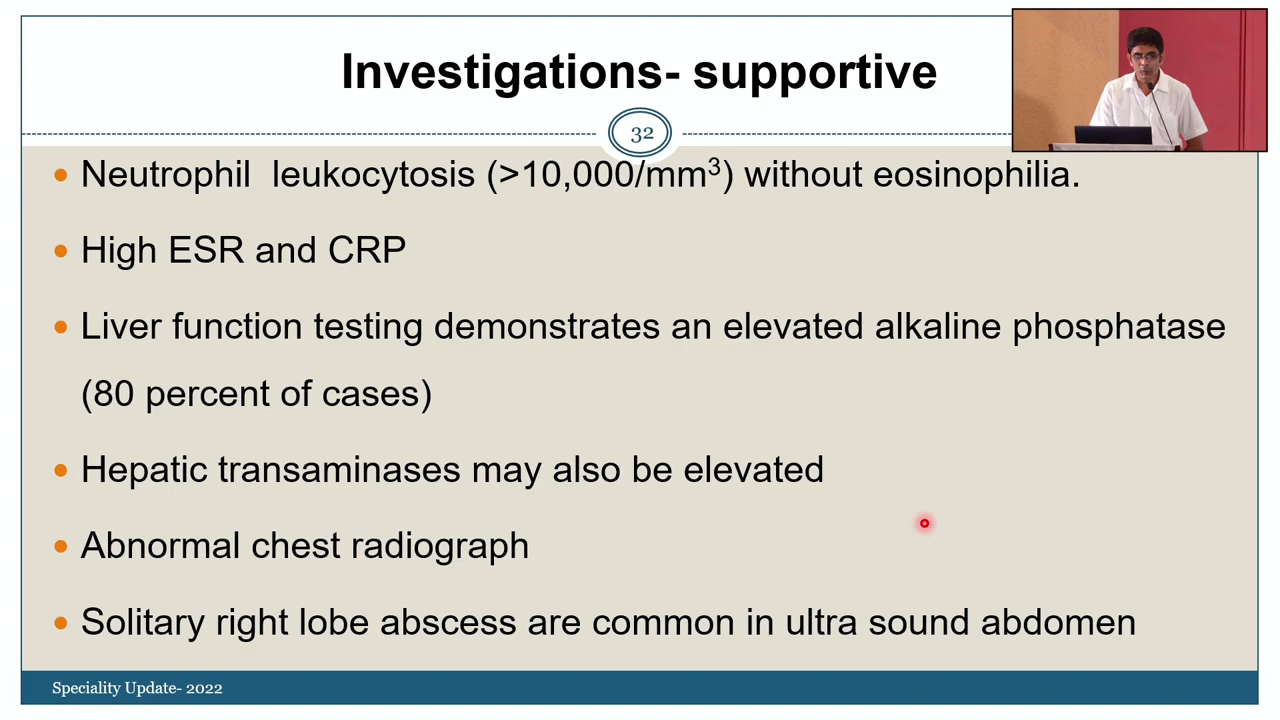 Investigations- supportive
32
• Neutrophil leukocytosis (>10,000/mm³) without eosinophilia.
• High ESR and CRP
• Liver function testing demonstrates an elevated alkaline phosphatase
(80 percent of cases)
• Hepatic transaminases may also be elevated
• Abnormal chest radiograph
• Solitary right lobe abscess are common in ultra sound abdomen
Speciality Update- 2022